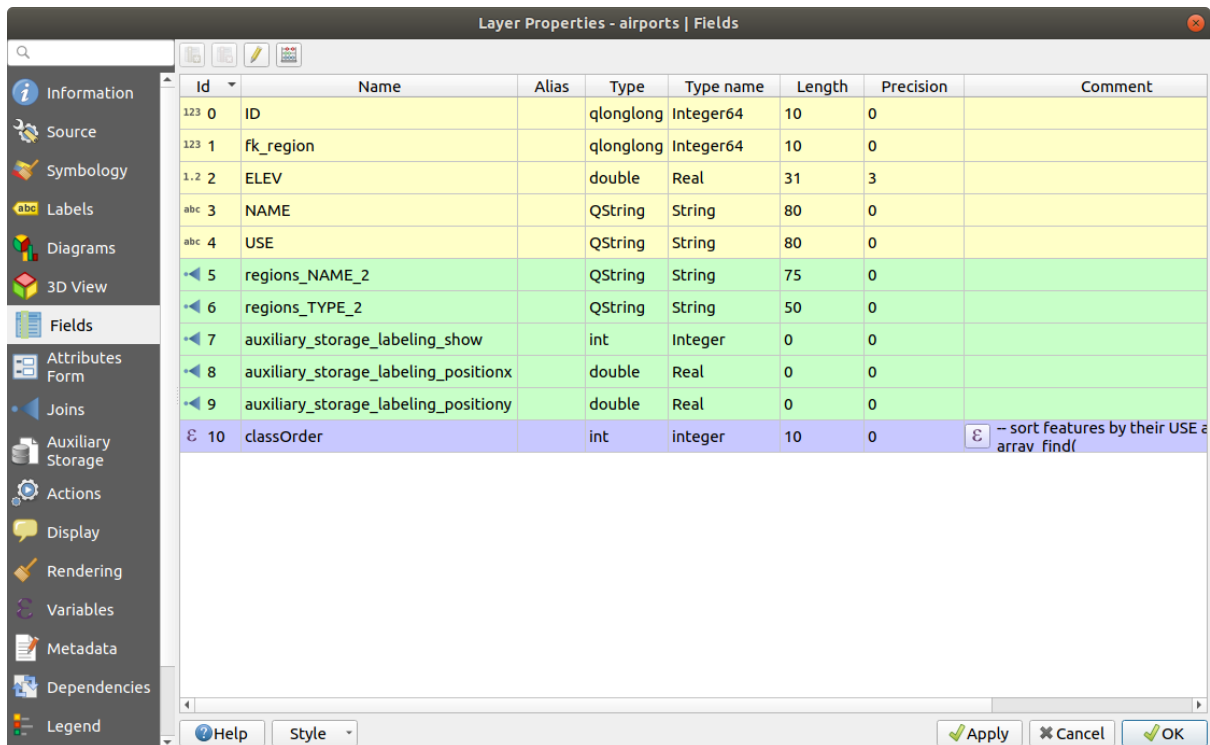 Layer Properties - airports | Fields
Information
Source
Symbology
abc Labels
Diagrams
3D View
Fields
Attributes
Form
Joins
Auxiliary
Storage
Actions
Display
Rendering
Variables
Metadata
Dependencies
Legend
Id Name Alias Type Type name Length Precision Comment
123 0 ID qlonglong Integer64 10 0
123 1 fk_region qlonglong Integer64 10 0
1.2 2 ELEV double Real 31 3
abc 3 NAME QString String 80 0
abc 4 USE QString String 80 0
5 regions_NAME_2 QString String 75 0
6 regions_TYPE_2 QString String 50 0
7 auxiliary_storage_labeling_show int Integer 0 0
8 auxiliary_storage_labeling_positionx double Real 0 0
9 auxiliary_storage_labeling_positiony double Real 0 0
ε 10 classOrder int integer 10 0 ε -- sort features by their USE a
array_find(
Help Style Apply Cancel OK